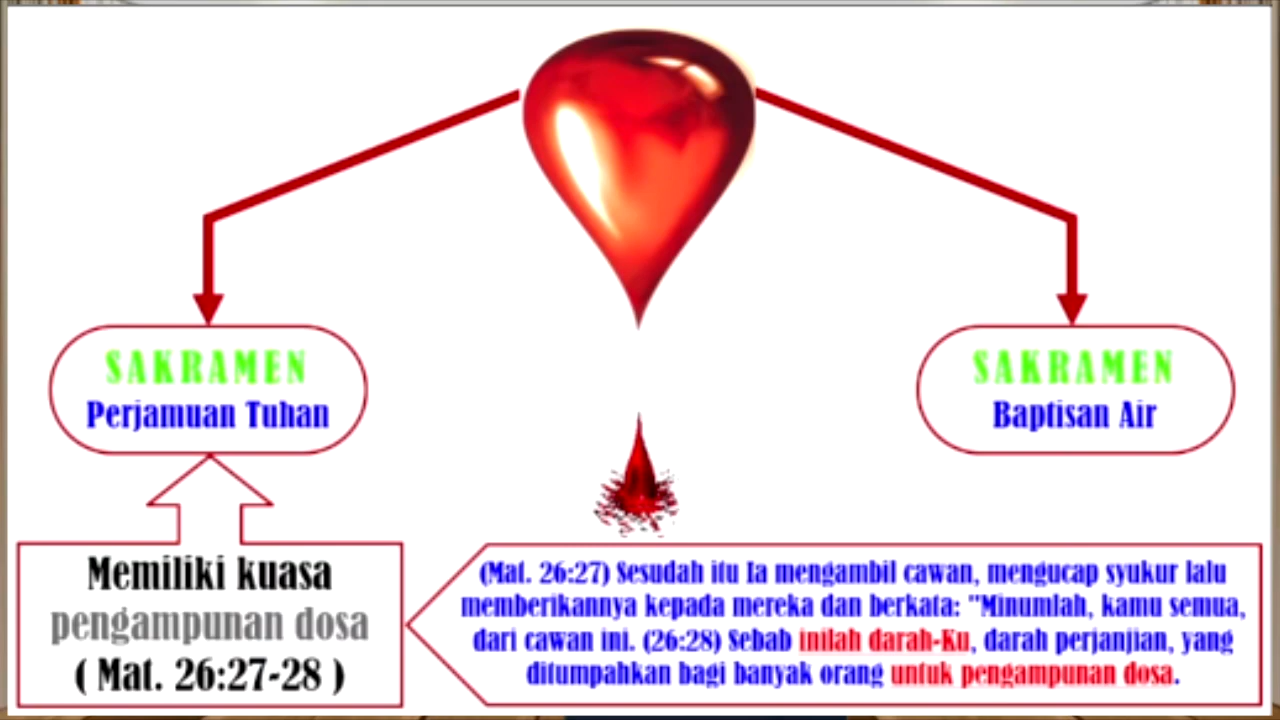 SAKRAMEN
Perjamuan Tuhan
SAKRAMEN
Baptisan Air
Memiliki kuasa
pengampunan dosa
( Mat. 26:27-28 )
(Mat. 26:27) Sesudah itu Ia mengambil cawan, mengucap syukur lalu
memberikannya kepada mereka dan berkata: "Minumlah, kamu semua,
dari cawan ini. (26:28) Sebab inilah darah-Ku, darah perjanjian, yang
ditumpahkan bagi banyak orang untuk pengampunan dosa.